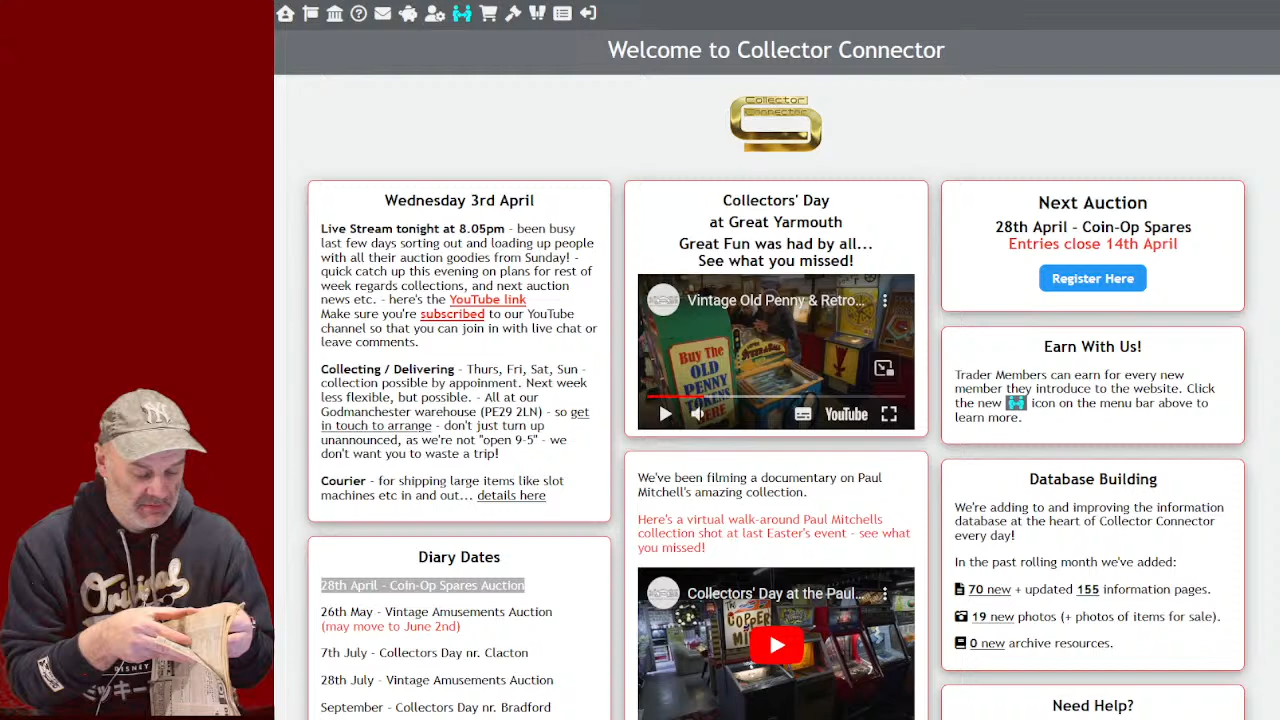 Welcome to Collector Connector
Collector
Connector
Wednesday 3rd April
Live Stream tonight at 8.05pm - been busy
last few days sorting out and loading up people
with all their auction goodies from Sunday! -
quick catch up this evening on plans for rest of
week regards collections, and next auction
news etc. - here's the YouTube link
Make sure you're subscribed to our YouTube
channel so that you can join in with live chat or
leave comments.
Collecting / Delivering - Thurs, Fri, Sat, Sun -
collection possible by appoinment. Next week
less flexible, but possible. - All at our
Godmanchester warehouse (PE29 2LN) - so get
in touch to arrange - don't just turn up
unannounced, as we're not "open 9-5" - we
don't want you to waste a trip!
Courier - for shipping large items like slot
machines etc in and out... details here
Diary Dates
28th April - Coin-Op Spares Auction
26th May - Vintage Amusements Auction
(may move to June 2nd)
7th July - Collectors Day nr. Clacton
28th July - Vintage Amusements Auction
September - Collectors Day nr. Bradford
Collectors' Day
at Great Yarmouth
Great Fun was had by all...
See what you missed!
Vintage Old Penny & Retro...
BUY THE
OLD
PENNY
TOKENS
HERE
YouTube
We've been filming a documentary on Paul
Mitchell's amazing collection.
Here's a virtual walk-around Paul Mitchells
collection shot at last Easter's event - see what
you missed!
Collectors' Day at the Paul...
THE
COPPER
Next Auction
28th April - Coin-Op Spares
Entries close 14th April
Register Here
Earn With Us!
Trader Members can earn for every new
member they introduce to the website. Click
the new icon on the menu bar above to
learn more.
Database Building
We're adding to and improving the information
database at the heart of Collector Connector
every day!
In the past rolling month we've added:
70 new + updated 155 information pages.
19 new photos (+ photos of items for sale).
0 new archive resources.
Need Help?
Original
DISNEY
ミッキー